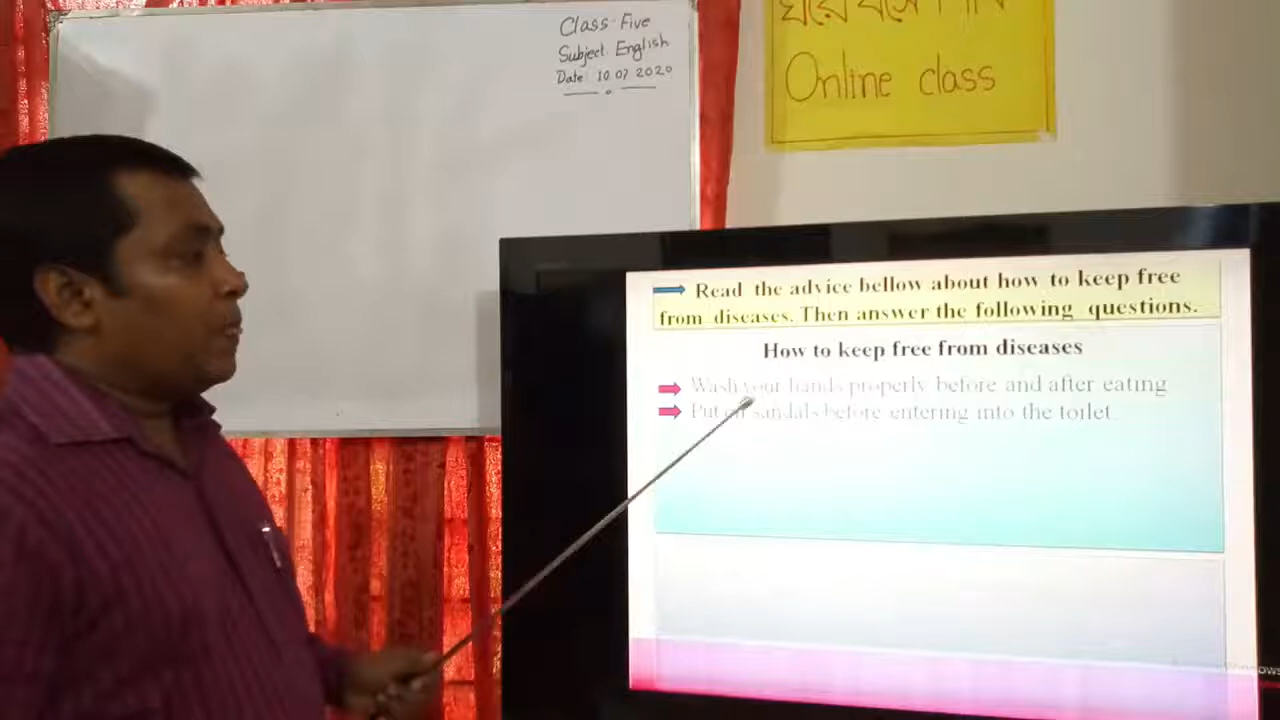 Class Five
Subject: English
Date: 10 07 2020
ঘরে বসে শিখি
Online class
Read the advice bellow about how to keep free
from diseases. Then answer the following questions.
How to keep free from diseases
Wash your hands properly before and after eating
Put on sandals before entering into the toilet.